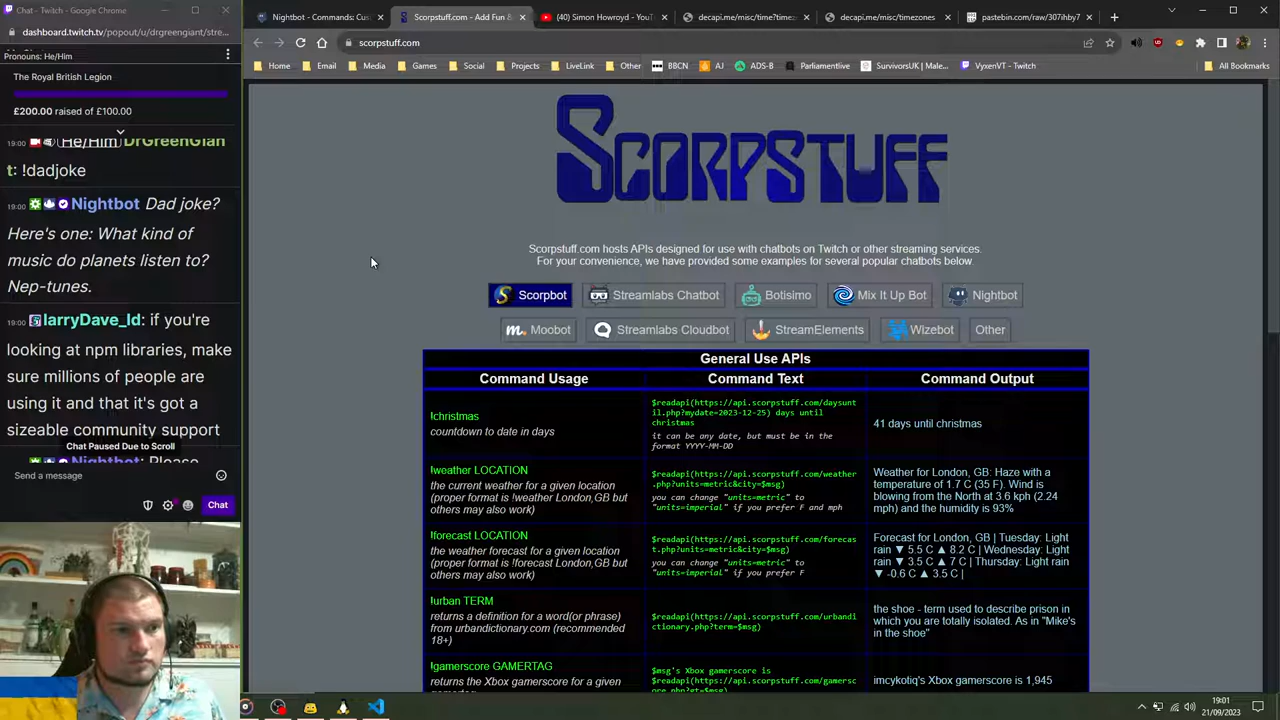 Chat - Twitch - Google Chrome
dashboard.twitch.tv/popout/u/drgreengiant/stre...
Pronouns: He/Him
The Royal British Legion
£200.00 raised of £100.00
19:00 (He/Him) DrGreenGian
t: !dadjoke
19:00 Nightbot Dad joke?
Here's one: What kind of
music do planets listen to?
Nep-tunes.
19:00 larryDave_ld: if you're
looking at npm libraries, make
sure millions of people are
using it and that it's got a
sizeable community support
Chat Paused Due to Scroll
Nightbot: Please
Send a message
Chat
Nightbot - Commands: Cus
Scorpstuff.com - Add Fun &
(40) Simon Howroyd - YouT
decapi.me/misc/time?timez
decapi.me/misc/timezones
pastebin.com/raw/307ihby7
scorpstuff.com
Home
Email
Media
Games
Social
Projects
LiveLink
Other
BBCN
AJ
ADS-B
Parliamentlive
SurvivorsUK | Male...
VyxenVT - Twitch
All Bookmarks
SCORPSTUFF
Scorpstuff.com hosts APIs designed for use with chatbots on Twitch or other streaming services.
For your convenience, we have provided some examples for several popular chatbots below.
Scorpbot
Streamlabs Chatbot
Botisimo
Mix It Up Bot
Nightbot
Moobot
Streamlabs Cloudbot
StreamElements
Wizebot
Other
General Use APIs
Command Usage
Command Text
Command Output
!christmas
countdown to date in days
$readapi(https://api.scorpstuff.com/daysunt
il.php?mydate=2023-12-25) days until
christmas
it can be any date, but must be in the
format YYYY-MM-DD
41 days until christmas
!weather LOCATION
the current weather for a given location
(proper format is !weather London,GB but
others may also work)
$readapi(https://api.scorpstuff.com/weather
.php?units=metric&city=$msg)
you can change "units=metric" to
"units=imperial" if you prefer F and mph
Weather for London, GB: Haze with a
temperature of 1.7 C (35 F). Wind is
blowing from the North at 3.6 kph (2.24
mph) and the humidity is 93%
!forecast LOCATION
the weather forecast for a given location
(proper format is !forecast London,GB but
others may also work)
$readapi(https://api.scorpstuff.com/forecas
t.php?units=metric&city=$msg)
you can change "units=metric" to
"units=imperial" if you prefer F
Forecast for London, GB | Tuesday: Light
rain ▼ 5.5 C ▲ 8.2 C | Wednesday: Light
rain ▼ 3.5 C ▲ 7 C | Thursday: Light rain
▼ -0.6 C ▲ 3.5 C |
!urban TERM
returns a definition for a word(or phrase)
from urbandictionary.com (recommended
18+)
$readapi(https://api.scorpstuff.com/urbandi
ctionary.php?term=$msg)
the shoe - term used to describe prison in
which you are totally isolated. As in "Mike's
in the shoe"
!gamerscore GAMERTAG
returns the Xbox gamerscore for a given
$msg's Xbox gamerscore is
$readapi(https://api.scorpstuff.com/gamersc
ore.php?gt=$msg)
imcykotiq's Xbox gamerscore is 1,945
19:01
21/09/2023